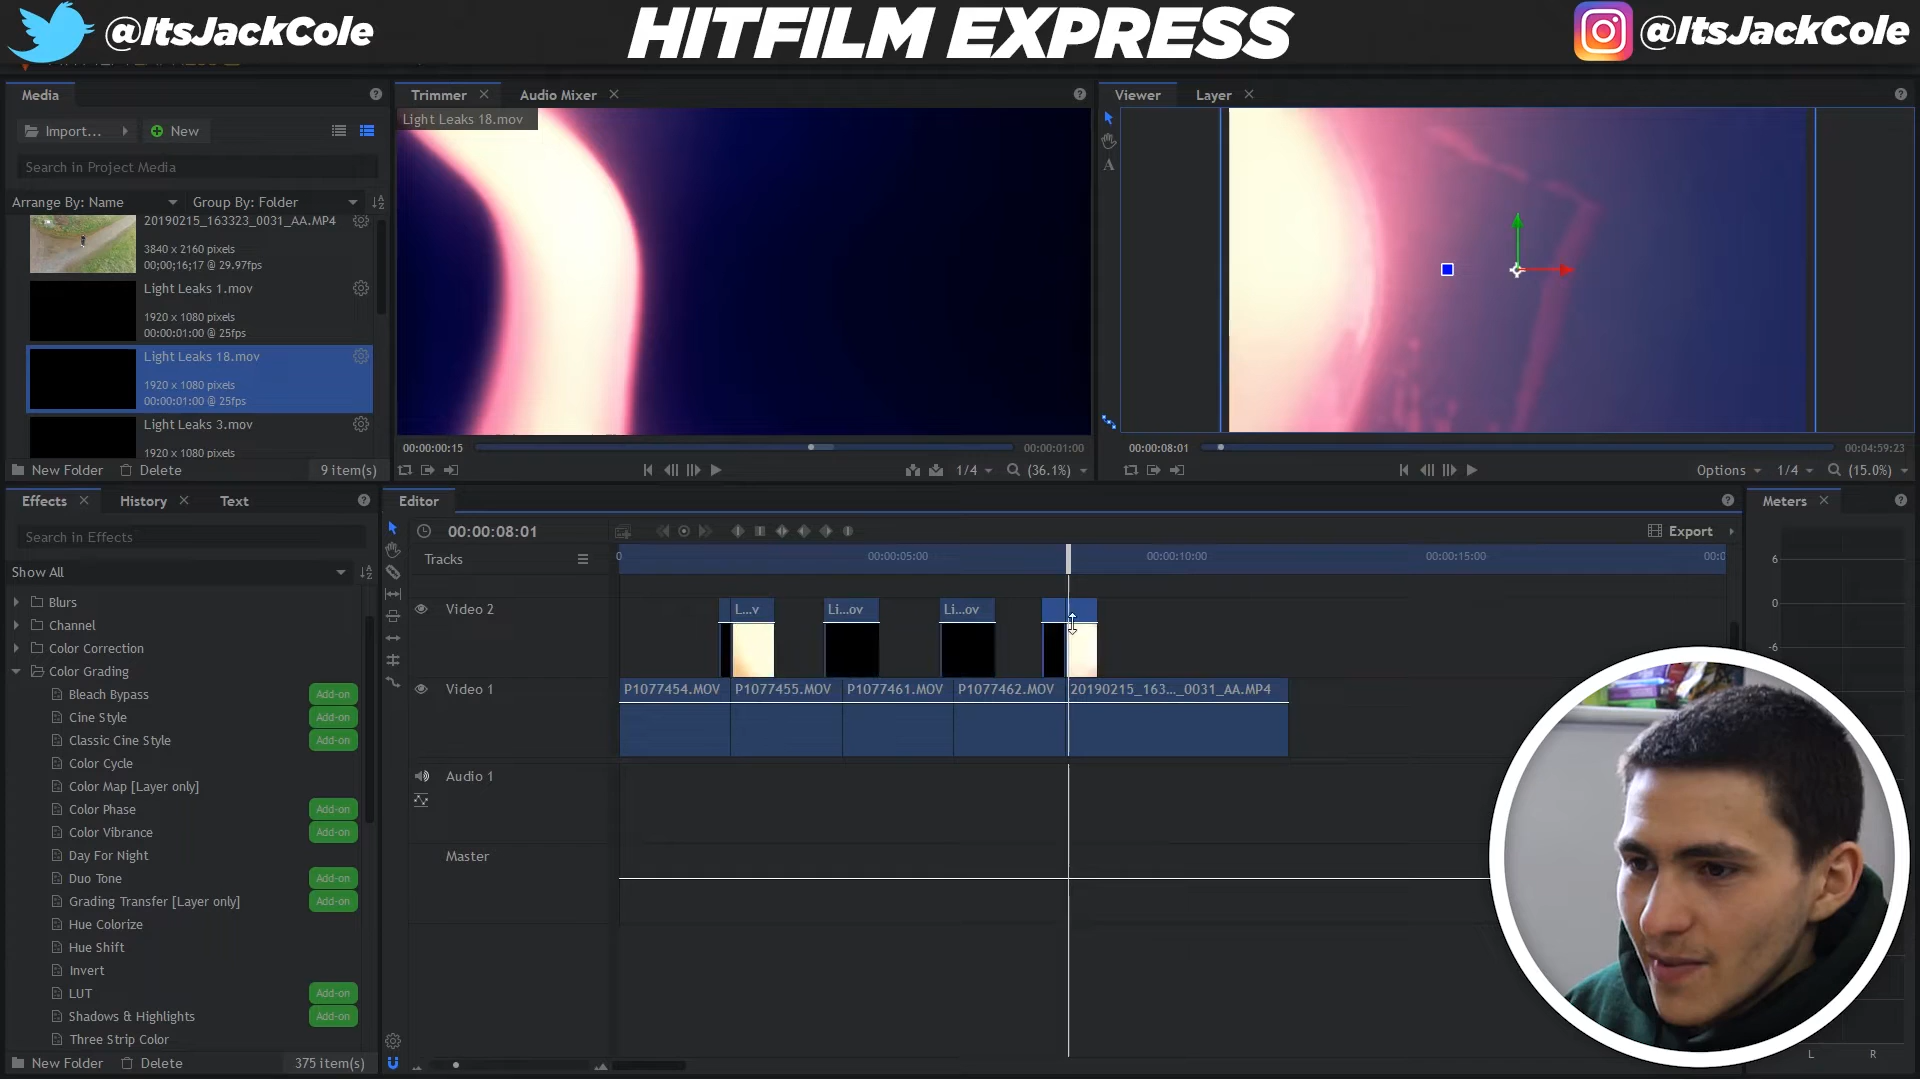 @ItsJackCole
HITFILM EXPRESS
@ItsJackCole
Media
Import...
New
Search in Project Media
Arrange By: Name
Group By: Folder
20190215_163323_0031_AA.MP4
3840 x 2160 pixels
00;00;16;17 @ 29.97fps
Light Leaks 1.mov
1920 x 1080 pixels
00:00:01:00 @ 25fps
Light Leaks 18.mov
1920 x 1080 pixels
00:00:01:00 @ 25fps
Light Leaks 3.mov
1920 x 1080 pixels
New Folder
Delete
9 item(s)
Trimmer
Audio Mixer
Light Leaks 18.mov
00:00:00:15
00:00:01:00
1/4
(36.1%)
Viewer
Layer
A
00:00:08:01
00:04:59:23
Options
1/4
(15.0%)
Effects
History
Text
Search in Effects
Show All
Blurs
Channel
Color Correction
Color Grading
Bleach Bypass Add-on
Cine Style Add-on
Classic Cine Style Add-on
Color Cycle
Color Map [Layer only]
Color Phase Add-on
Color Vibrance Add-on
Day For Night
Duo Tone Add-on
Grading Transfer [Layer only] Add-on
Hue Colorize
Hue Shift
Invert
LUT Add-on
Shadows & Highlights Add-on
Three Strip Color
New Folder
Delete
375 item(s)
Editor
00:00:08:01
Export
Tracks
0
00:00:05:00
00:00:10:00
00:00:15:00
Video 2
L...v
Li...ov
Li...ov
Video 1
P1077454.MOV
P1077455.MOV
P1077461.MOV
P1077462.MOV
20190215_163..._0031_AA.MP4
Audio 1
Master
Meters
6
0
-6
L
R